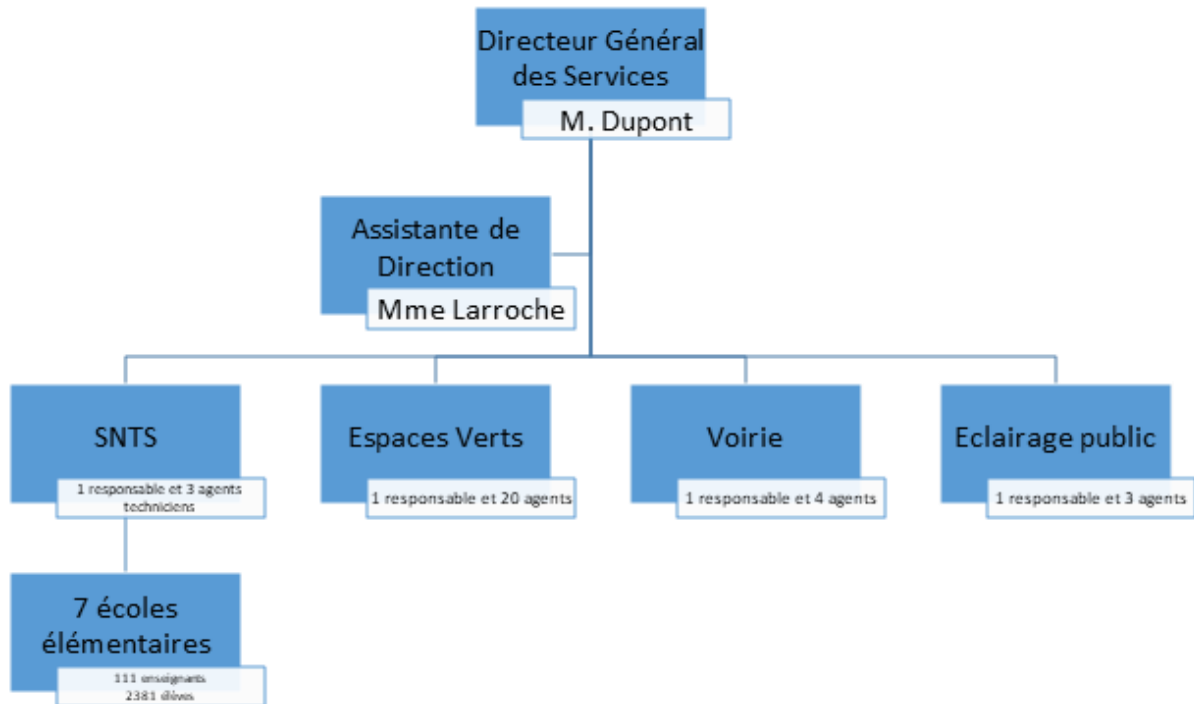 Directeur Général
des Services
M. Dupont
Assistante de
Direction
Mme Larroche
SNTS
1 responsable et 3 agents
techniciens
Espaces Verts
1 responsable et 20 agents
Voirie
1 responsable et 4 agents
Eclairage public
1 responsable et 3 agents
7 écoles
élémentaires
111 enseignants
2381 élèves